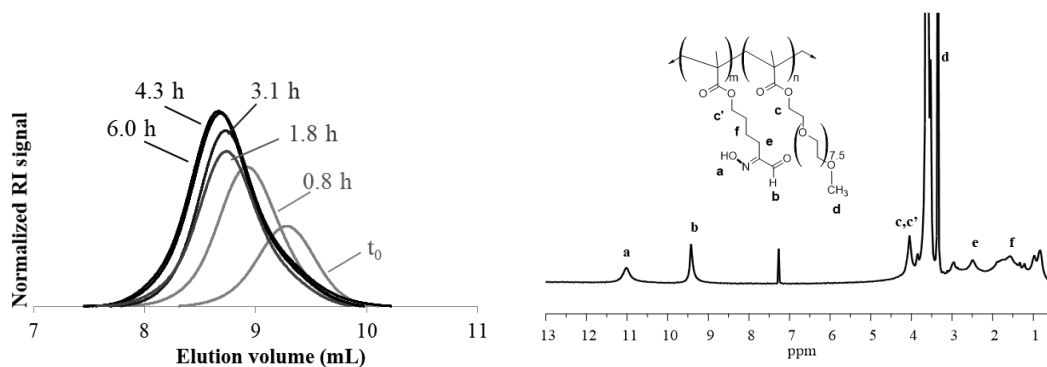 Normalized RI signal
4.3 h
3.1 h
6.0 h
1.8 h
0.8 h
t₀
7 8 9 10 11
Elution volume (mL)
m n
O O O O
c' c
f O
e
HO N O 7.5
a H O
b CH₃
d
d
c,c'
b
a e f
13 12 11 10 9 8 7 6 5 4 3 2 1
ppm